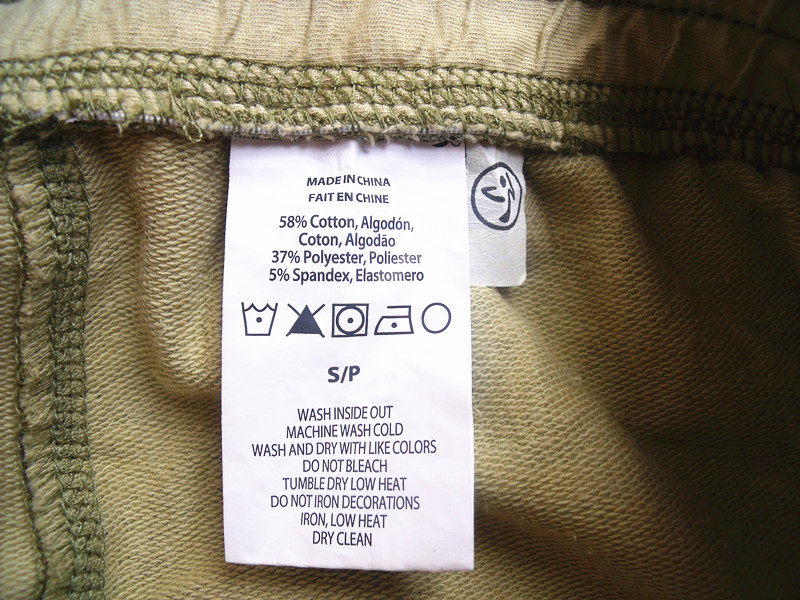 MADE IN CHINA
FAIT EN CHINE
58% Cotton, Algodón,
Coton, Algodão
37% Polyester, Poliester
5% Spandex, Elastomero
S/P
WASH INSIDE OUT
MACHINE WASH COLD
WASH AND DRY WITH LIKE COLORS
DO NOT BLEACH
TUMBLE DRY LOW HEAT
DO NOT IRON DECORATIONS
IRON, LOW HEAT
DRY CLEAN